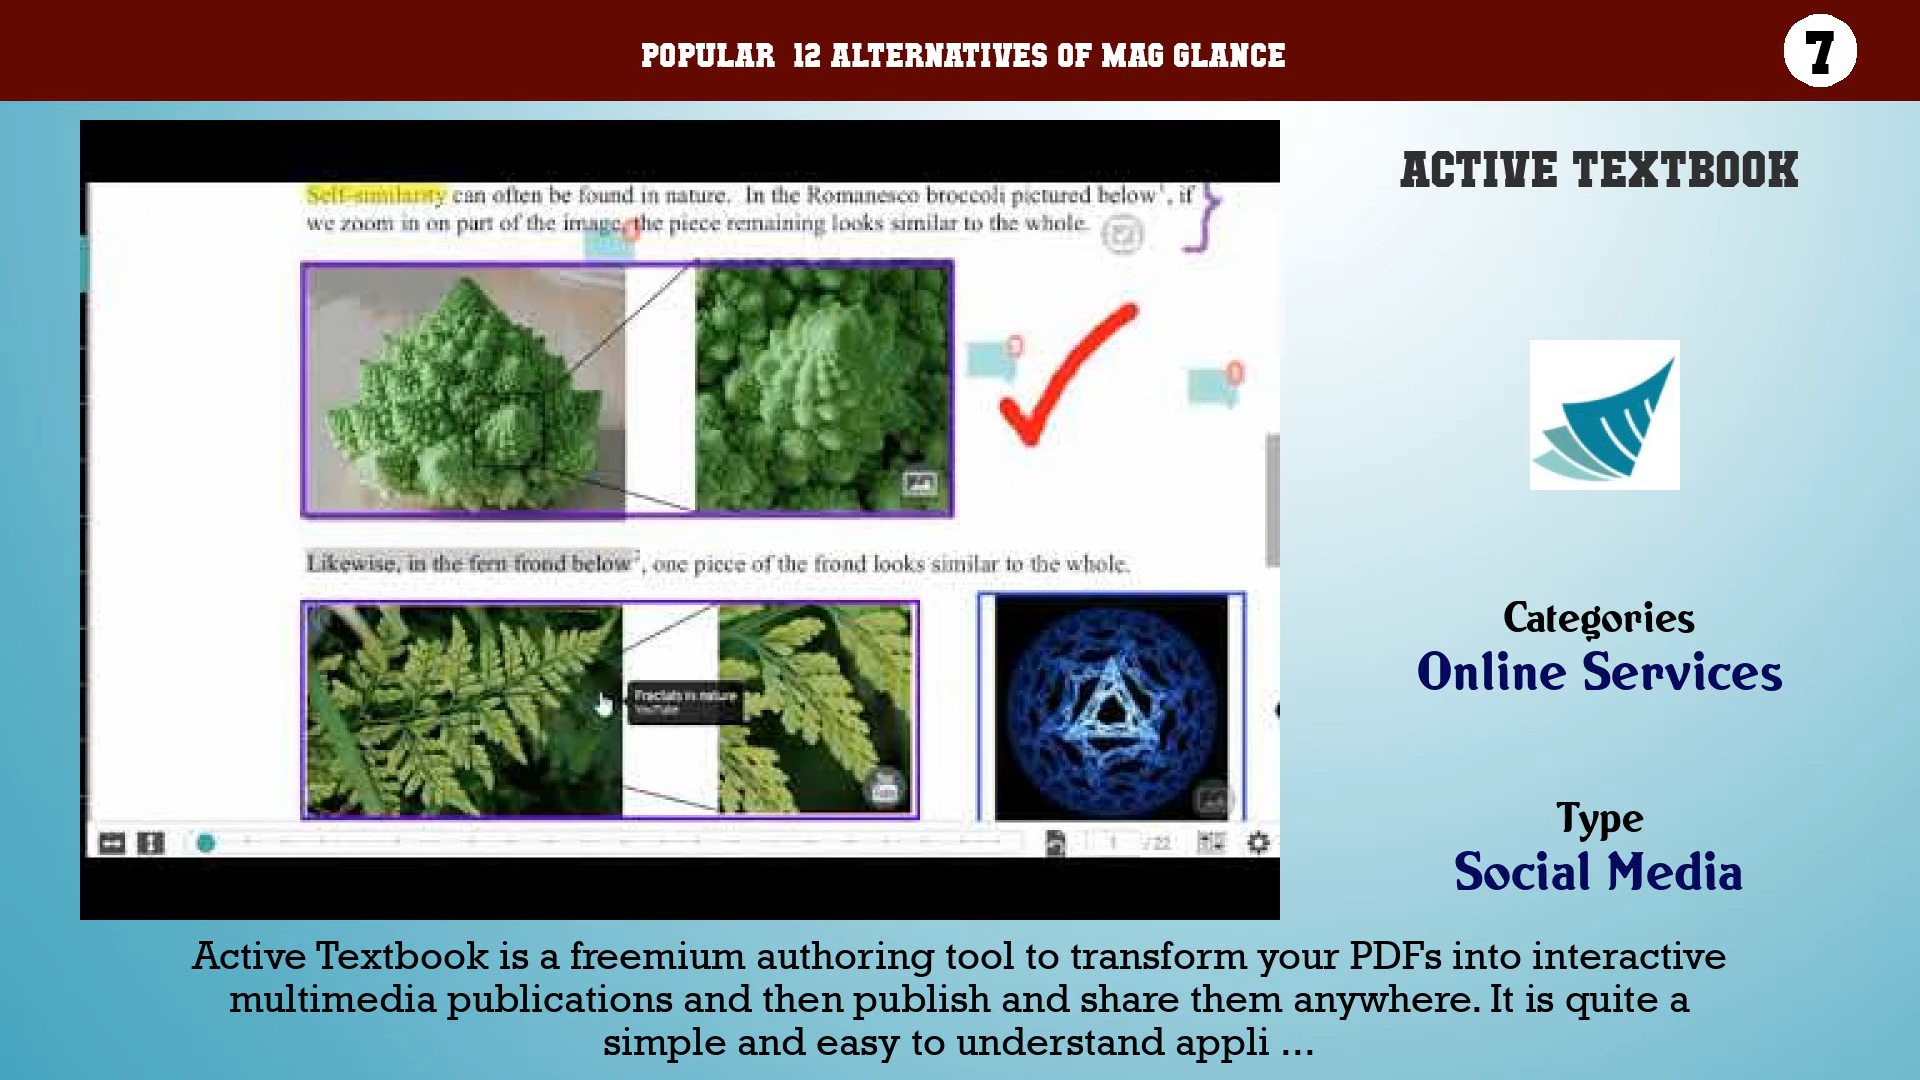 POPULAR 12 ALTERNATIVES OF MAG GLANCE
7
ACTIVE TEXTBOOK
Self-similarity can often be found in nature. In the Romanesco broccoli pictured below¹, if
we zoom in on part of the image, the piece remaining looks similar to the whole.
3
1
Likewise, in the fern frond below², one piece of the frond looks similar to the whole.
Fractals in nature
YouTube
1 / 22
Categories
Online Services
Type
Social Media
Active Textbook is a freemium authoring tool to transform your PDFs into interactive
multimedia publications and then publish and share them anywhere. It is quite a
simple and easy to understand appli ...